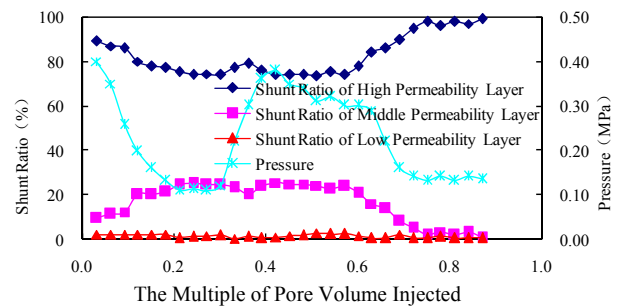 100
80
60
40
20
0
Shunt Ratio（%）
0.50
0.40
0.30
0.20
0.10
0.00
Pressure（MPa）
Shunt Ratio of High Permeability Layer
Shunt Ratio of Middle Permeability Layer
Shunt Ratio of Low Permeability Layer
Pressure
0.0 0.2 0.4 0.6 0.8 1.0
The Multiple of Pore Volume Injected